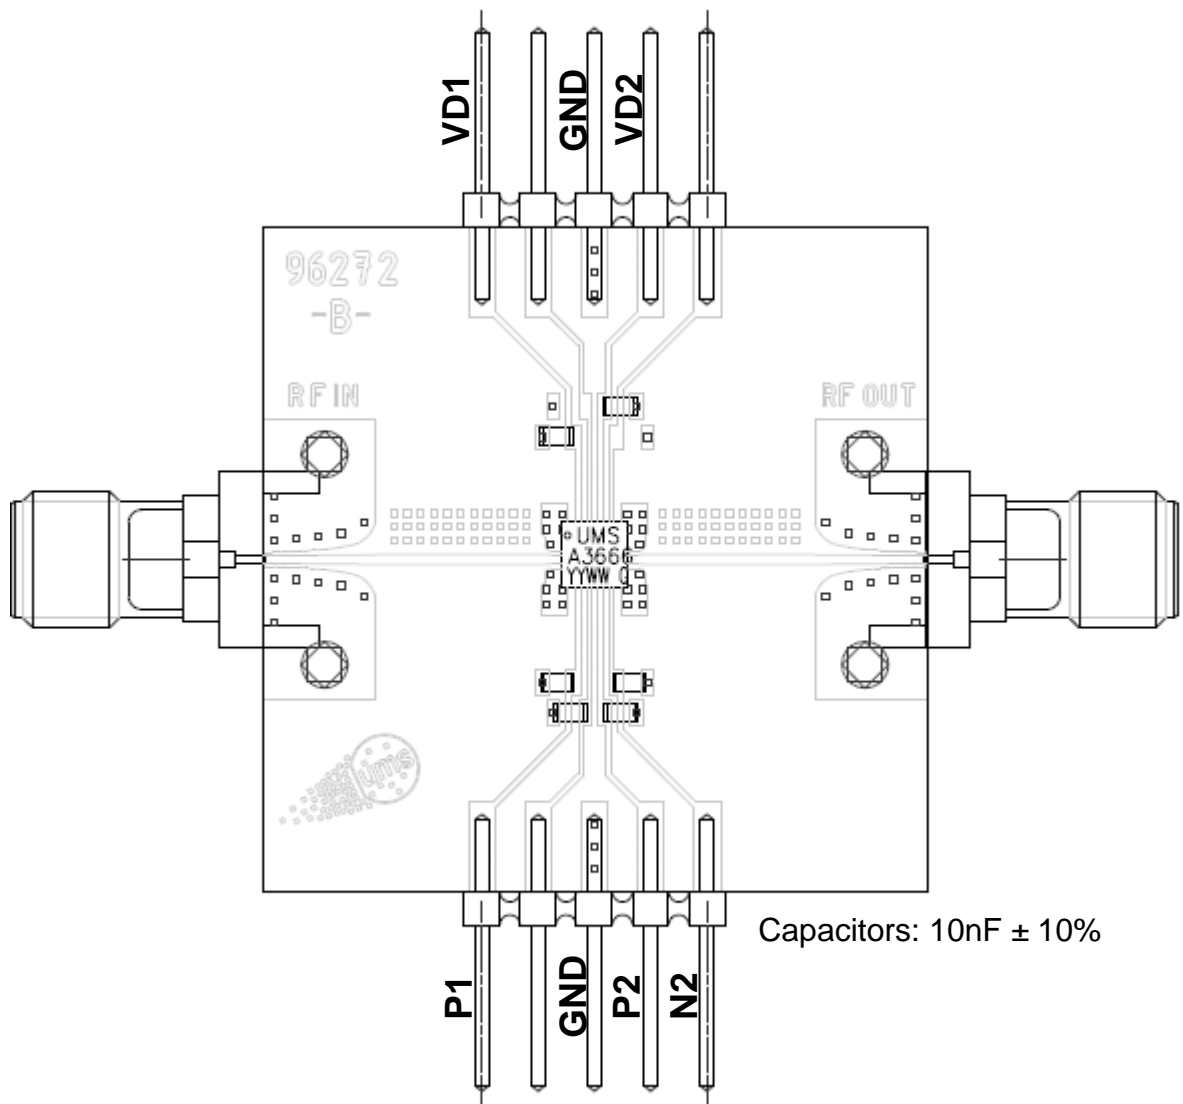 VD1
GND
VD2
96272
-B-
RF IN
RF OUT
UMS
A3666
YYWW G
ums
Capacitors: 10nF ± 10%
P1
GND
P2
N2